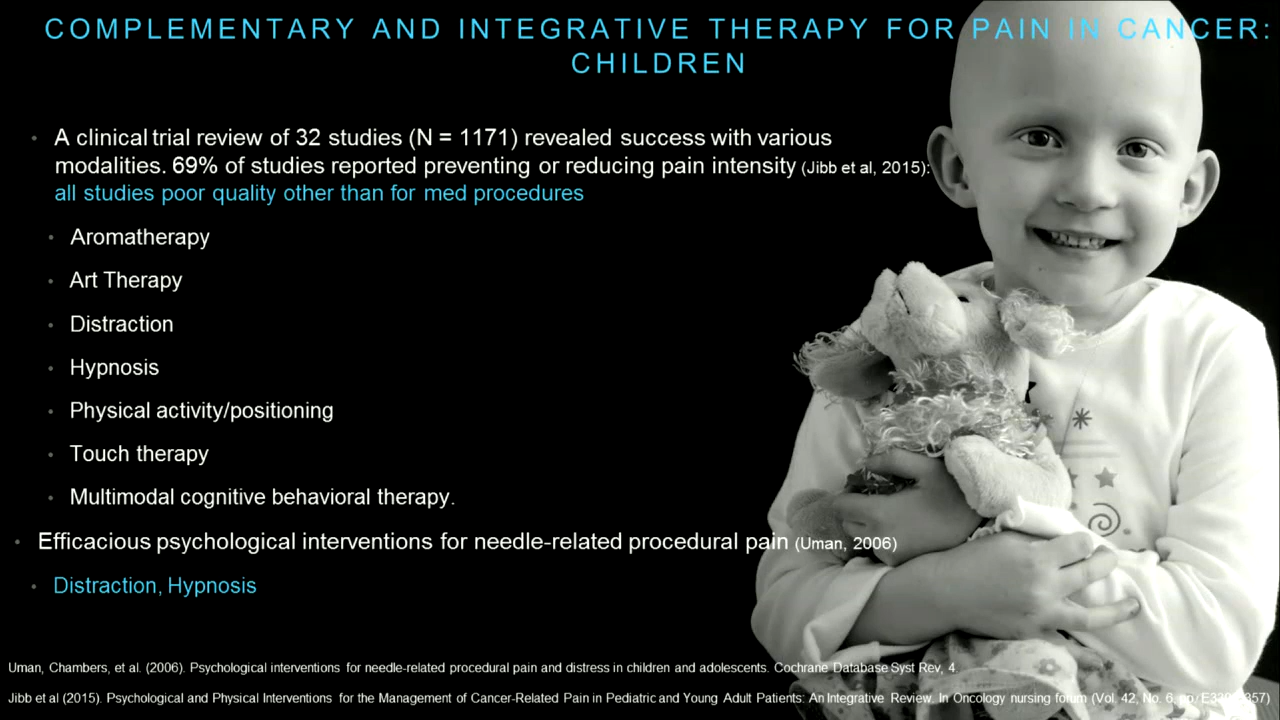 COMPLEMENTARY AND INTEGRATIVE THERAPY FOR PAIN IN CANCER:
CHILDREN
• A clinical trial review of 32 studies (N = 1171) revealed success with various
modalities. 69% of studies reported preventing or reducing pain intensity (Jibb et al, 2015):
all studies poor quality other than for med procedures
• Aromatherapy
• Art Therapy
• Distraction
• Hypnosis
• Physical activity/positioning
• Touch therapy
• Multimodal cognitive behavioral therapy.
• Efficacious psychological interventions for needle-related procedural pain (Uman, 2006)
• Distraction, Hypnosis
Uman, Chambers, et al. (2006). Psychological interventions for needle-related procedural pain and distress in children and adolescents. Cochrane Database Syst Rev, 4.
Jibb et al (2015). Psychological and Physical Interventions for the Management of Cancer-Related Pain in Pediatric and Young Adult Patients: An Integrative Review. In Oncology nursing forum (Vol. 42, No. 6,